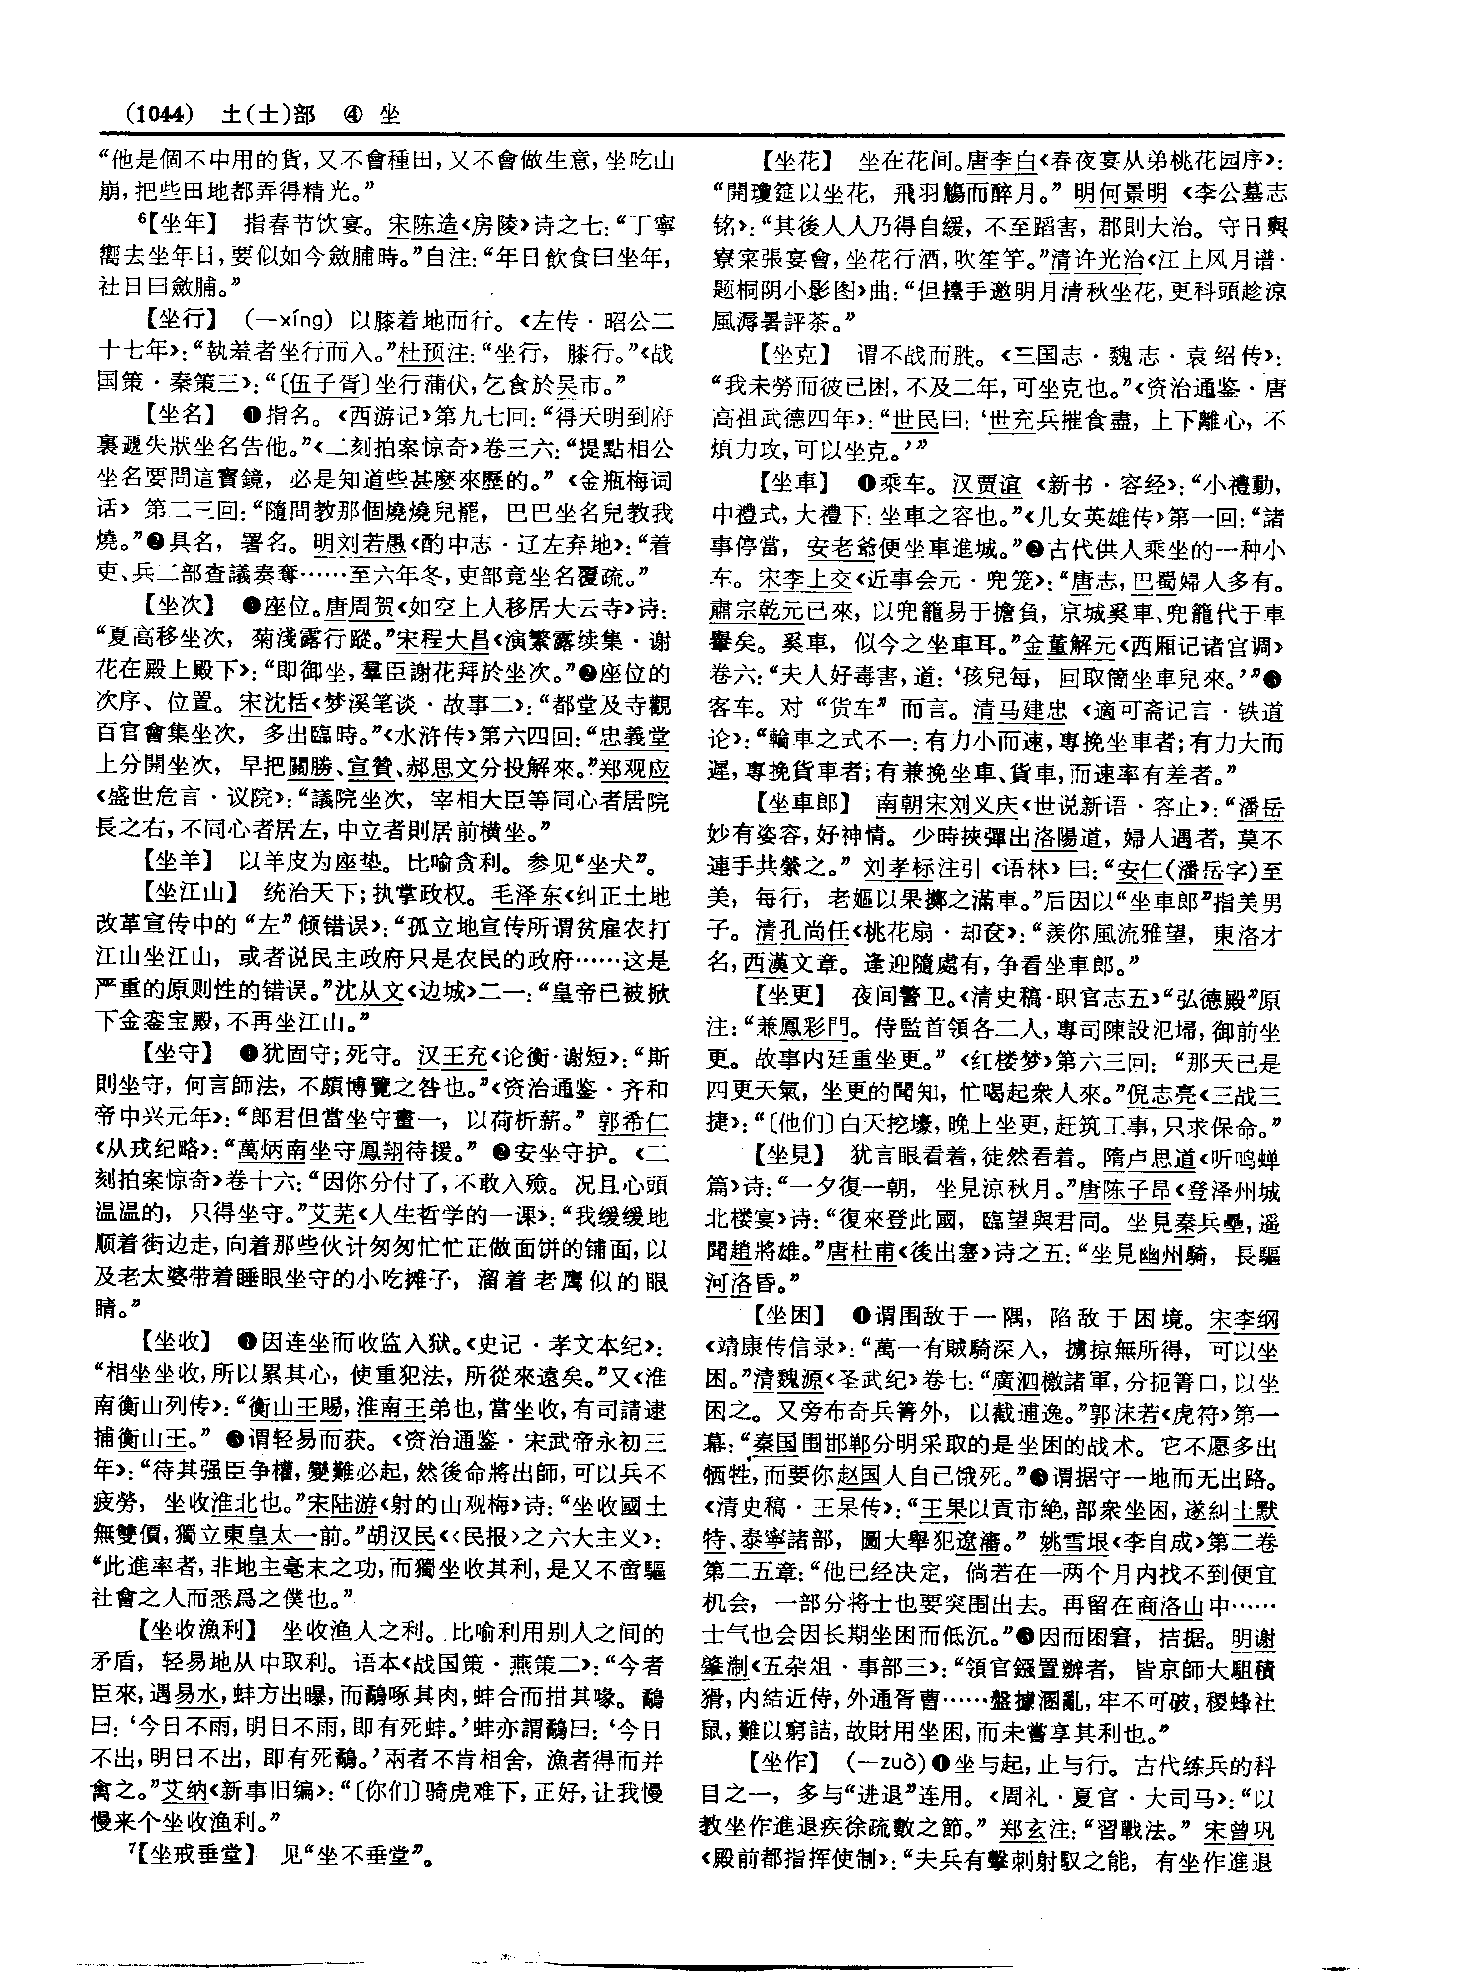 (1044) 土(士)部 ④ 坐
“他是個不中用的貨，又不會種田，又不會做生意，坐吃山
崩，把些田地都弄得精光。”
⁶【坐年】 指春节饮宴。宋陈造《房陵》诗之七：“丁寧
嚮去坐年日，要似如今斂脯時。”自注：“年日飲食曰坐年，
社日曰斂脯。”
【坐行】 (—xíng) 以膝着地而行。《左传·昭公二
十七年》：“執羞者坐行而入。”杜预注：“坐行，膝行。”《战
国策·秦策三》：“〔伍子胥〕坐行蒲伏，乞食於吴市。”
【坐名】 ❶指名。《西游记》第九七回：“得天明到府
裏遞失狀坐名告他。”《二刻拍案惊奇》卷三六：“提點相公
坐名要問這寳鏡，必是知道些甚麽來歷的。”《金瓶梅词
话》第二三回：“隨問教那個燒燒兒罷，巴巴坐名兒教我
燒。”❷具名，署名。明刘若愚《酌中志·辽左弃地》：“着
吏、兵二部查議奏奪……至六年冬，吏部竟坐名覆疏。”
【坐次】 ❶座位。唐周贺《如空上人移居大云寺》诗：
“夏高移坐次，菊淺露行蹤。”宋程大昌《演繁露续集·谢
花在殿上殿下》：“即御坐，羣臣謝花拜於坐次。”❷座位的
次序、位置。宋沈括《梦溪笔谈·故事二》：“都堂及寺觀
百官會集坐次，多出臨時。”《水浒传》第六四回：“忠義堂
上分開坐次，早把關勝、宣贊、郝思文分投解來。”郑观应
《盛世危言·议院》：“議院坐次，宰相大臣等同心者居院
長之右，不同心者居左，中立者則居前横坐。”
【坐羊】 以羊皮为座垫。比喻贪利。参见“坐犬”。
【坐江山】 统治天下；执掌政权。毛泽东《纠正土地
改革宣传中的“左”倾错误》：“孤立地宣传所谓贫雇农打
江山坐江山，或者说民主政府只是农民的政府……这是
严重的原则性的错误。”沈从文《边城》二一：“皇帝已被掀
下金銮宝殿，不再坐江山。”
【坐守】 ❶犹固守；死守。汉王充《论衡·谢短》：“斯
則坐守，何言師法，不頗博覽之咎也。”《资治通鉴·齐和
帝中兴元年》：“郎君但當坐守畫一，以荷析薪。”郭希仁
《从戎纪略》：“萬炳南坐守鳳翔待援。”❷安坐守护。《二
刻拍案惊奇》卷十六：“因你分付了，不敢入殮。况且心頭
温温的，只得坐守。”艾芜《人生哲学的一课》：“我缓缓地
顺着街边走，向着那些伙计匆匆忙忙正做面饼的铺面，以
及老太婆带着睡眼坐守的小吃摊子，溜着老鹰似的眼
睛。”
【坐收】 ❶因连坐而收监入狱。《史记·孝文本纪》：
“相坐坐收，所以累其心，使重犯法，所從來遠矣。”又《淮
南衡山列传》：“衡山王賜，淮南王弟也，當坐收，有司請逮
捕衡山王。”❷谓轻易而获。《资治通鉴·宋武帝永初三
年》：“待其强臣争權，變難必起，然後命將出師，可以兵不
疲勞，坐收淮北也。”宋陆游《射的山观梅》诗：“坐收國士
無雙價，獨立東皇太一前。”胡汉民《〈民报〉之六大主义》：
“此進率者，非地主毫末之功，而獨坐收其利，是又不啻驅
社會之人而悉爲之僕也。”
【坐收漁利】 坐收渔人之利。比喻利用别人之间的
矛盾，轻易地从中取利。语本《战国策·燕策二》：“今者
臣來，過易水，蚌方出曝，而鷸啄其肉，蚌合而拑其喙。鷸
曰：‘今日不雨，明日不雨，即有死蚌。’蚌亦謂鷸曰：‘今日
不出，明日不出，即有死鷸。’兩者不肯相舍，漁者得而并
禽之。”艾纳《新事旧编》：“〔你们〕骑虎难下，正好，让我慢
慢来个坐收渔利。”
⁷【坐戒垂堂】 见“坐不垂堂”。
【坐花】 坐在花间。唐李白《春夜宴从弟桃花园序》：
“開瓊筵以坐花，飛羽觴而醉月。”明何景明《李公墓志
铭》：“其後人人乃得自緩，不至蹈害，郡則大治。守日與
寮寀張宴會，坐花行酒，吹笙竽。”清许光治《江上风月谱·
题桐阴小影图》曲：“但攜手邀明月清秋坐花，更科頭趁涼
風潯暑評茶。”
【坐克】 谓不战而胜。《三国志·魏志·袁绍传》：
“我未勞而彼已困，不及二年，可坐克也。”《资治通鉴·唐
高祖武德四年》：“世民曰：‘世充兵摧食盡，上下離心，不
煩力攻，可以坐克。’”
【坐車】 ❶乘车。汉贾谊《新书·容经》：“小禮動，
中禮式，大禮下：坐車之容也。”《儿女英雄传》第一回：“諸
事停當，安老爺便坐車進城。”❷古代供人乘坐的一种小
车。宋李上交《近事会元·兜笼》：“唐志，巴蜀婦人多有。
肅宗乾元已來，以兜籠易于擔負，京城奚車、兜籠代于車
轝矣。奚車，似今之坐車耳。”金董解元《西厢记诸宫调》
卷六：“夫人好毒害，道：‘孩兒每，回取箇坐車兒來。’”❸
客车。对“货车”而言。清马建忠《適可斋记言·铁道
论》：“輪車之式不一：有力小而速，專挽坐車者；有力大而
遲，專挽貨車者；有兼挽坐車、貨車，而速率有差者。”
【坐車郎】 南朝宋刘义庆《世说新语·容止》：“潘岳
妙有姿容，好神情。少時挾彈出洛陽道，婦人遇者，莫不
連手共縈之。”刘孝标注引《语林》曰：“安仁(潘岳字)至
美，每行，老嫗以果擲之滿車。”后因以“坐車郎”指美男
子。清孔尚任《桃花扇·却奁》：“羨你風流雅望，東洛才
名，西漢文章。逢迎隨處有，争看坐車郎。”
【坐更】 夜间警卫。《清史稿·职官志五》“弘德殿”原
注：“兼鳳彩門。侍監首領各二人，專司陳設氾埽，御前坐
更。故事内廷重坐更。”《红楼梦》第六三回：“那天已是
四更天氣，坐更的聞知，忙喝起衆人來。”倪志亮《三战三
捷》：“〔他们〕白天挖壕，晚上坐更，赶筑工事，只求保命。”
【坐見】 犹言眼看着，徒然看着。隋卢思道《听鸣蝉
篇》诗：“一夕復一朝，坐見涼秋月。”唐陈子昂《登泽州城
北楼宴》诗：“復來登此國，臨望與君同。坐見秦兵壘，遥
聞趙將雄。”唐杜甫《後出塞》诗之五：“坐見幽州騎，長驅
河洛昏。”
【坐困】 ❶谓围敌于一隅，陷敌于困境。宋李纲
《靖康传信录》：“萬一有賊騎深入，擄掠無所得，可以坐
困。”清魏源《圣武纪》卷七：“廣泗檄諸軍，分扼箐口，以坐
困之。又旁布奇兵箐外，以截逋逸。”郭沫若《虎符》第一
幕：“秦国围邯郸分明采取的是坐困的战术。它不愿多出
牺牲，而要你赵国人自己饿死。”❷谓据守一地而无出路。
《清史稿·王杲传》：“王杲以貢市絶，部衆坐困，遂糾土默
特、泰寧諸部，圖大舉犯遼瀋。”姚雪垠《李自成》第二卷
第二五章：“他已经决定，倘若在一两个月内找不到便宜
机会，一部分将士也要突围出去。再留在商洛山中……
士气也会因长期坐困而低沉。”❸因而困窘，拮据。明谢
肇淛《五杂俎·事部三》：“領官鏹置辦者，皆京師大駔積
猾，内結近侍，外通胥曹……盤據溷亂，牢不可破，稷蜂社
鼠，難以窮詰，故財用坐困，而未嘗享其利也。”
【坐作】 (—zuò)❶坐与起，止与行。古代练兵的科
目之一，多与“进退”连用。《周礼·夏官·大司马》：“以
教坐作進退疾徐疏數之節。”郑玄注：“習戰法。”宋曾巩
《殿前都指挥使制》：“夫兵有擊刺射馭之能，有坐作進退